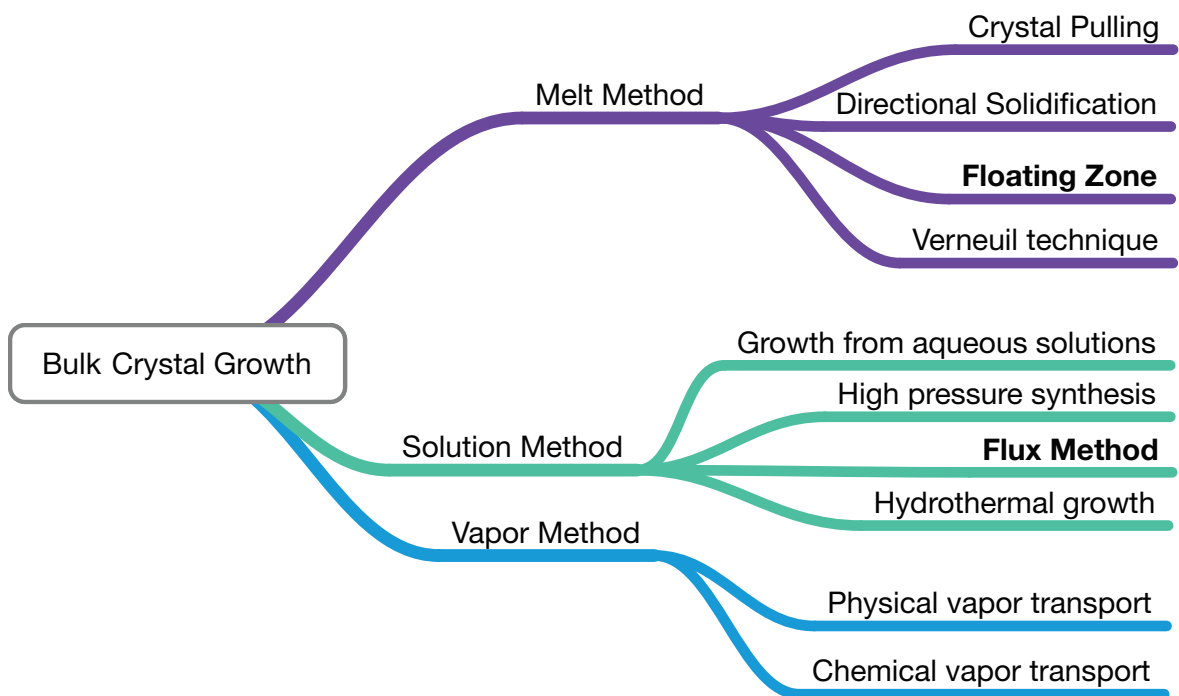 Crystal Pulling
Melt Method
Directional Solidification
Floating Zone
Verneuil technique
Bulk Crystal Growth
Growth from aqueous solutions
High pressure synthesis
Solution Method
Flux Method
Hydrothermal growth
Vapor Method
Physical vapor transport
Chemical vapor transport